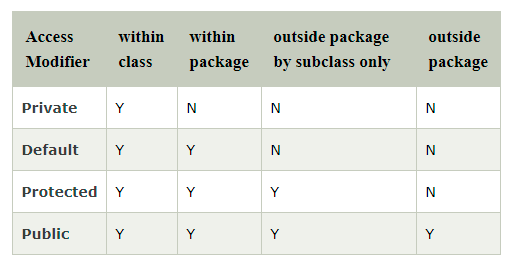 Access Modifier within class within package outside package by subclass only outside package
Private Y N N N
Default Y Y N N
Protected Y Y Y N
Public Y Y Y Y